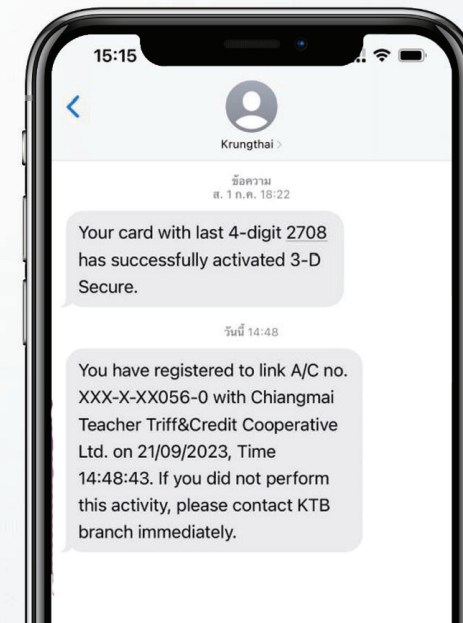 15:15
Krungthai
ข้อความ
ส. 1 ก.ค. 18:22
Your card with last 4-digit 2708
has successfully activated 3-D
Secure.
วันนี้ 14:48
You have registered to link A/C no.
XXX-X-XX056-0 with Chiangmai
Teacher Triff&Credit Cooperative
Ltd. on 21/09/2023, Time
14:48:43. If you did not perform
this activity, please contact KTB
branch immediately.